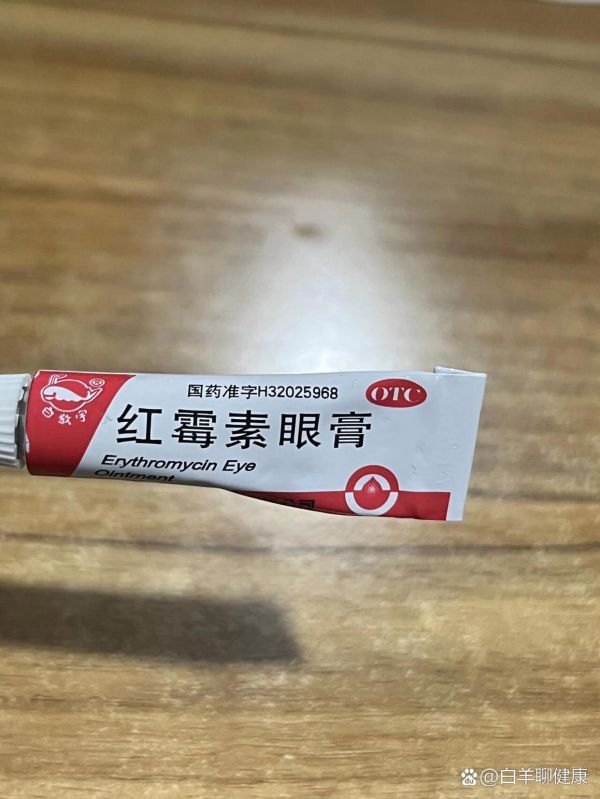 国药准字H32025968
OTC
白敬宇
®
红霉素眼膏
Erythromycin Eye
Ointment
@白羊聊健康